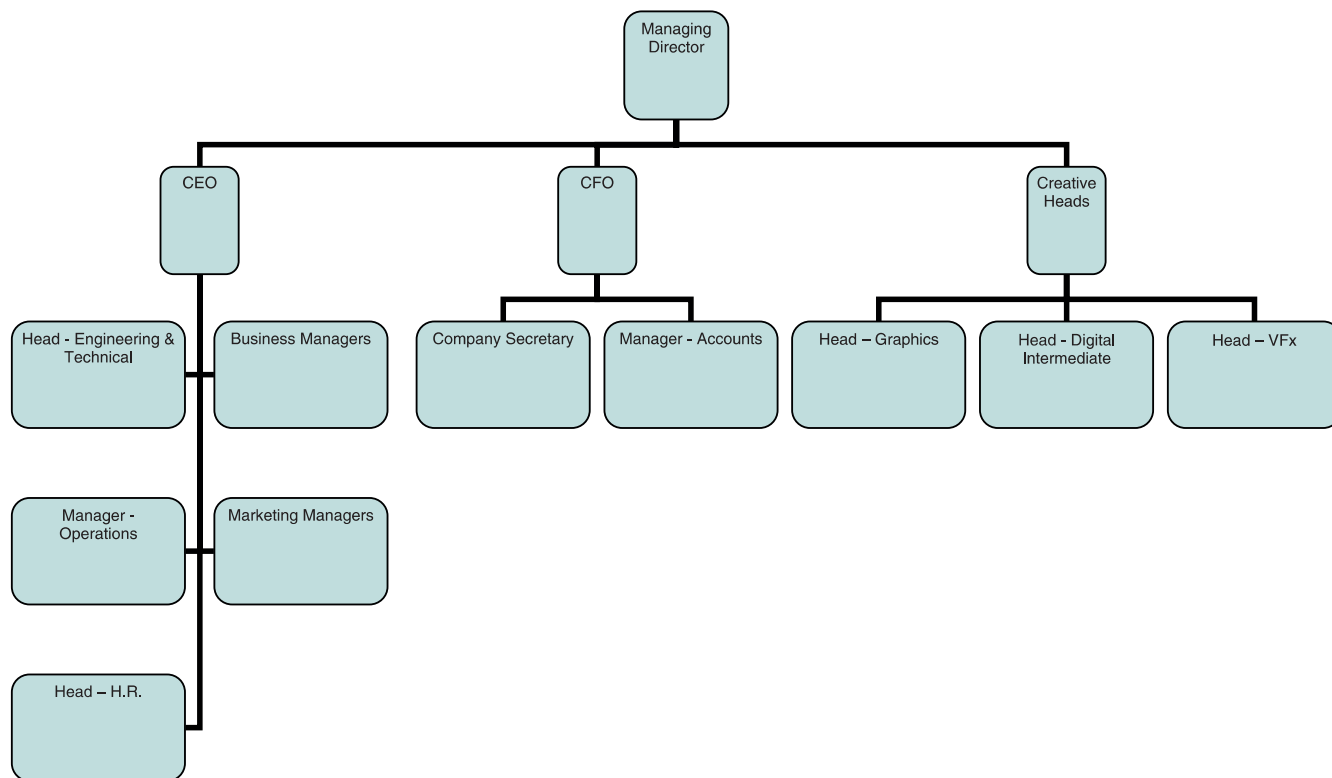 Managing
Director
CEO
CFO
Creative
Heads
Head - Engineering &
Technical
Business Managers
Company Secretary
Manager - Accounts
Head – Graphics
Head - Digital
Intermediate
Head – VFx
Manager -
Operations
Marketing Managers
Head – H.R.